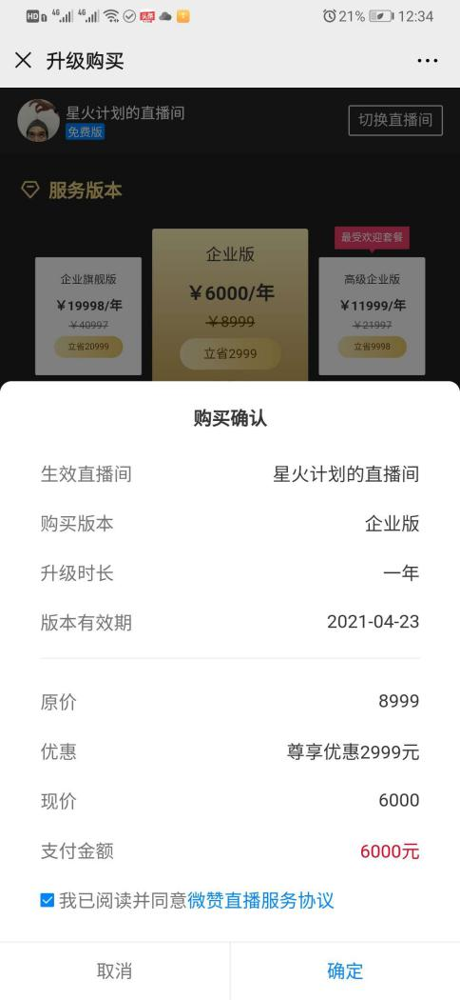 HD 4G 4G 头条 21% 12:34
升级购买
星火计划的直播间
免费版
切换直播间
服务版本
最受欢迎套餐
企业旗舰版
￥19998/年
￥40997
立省20999
企业版
￥6000/年
￥8999
立省2999
高级企业版
￥11999/年
￥21997
立省9998
购买确认
生效直播间 星火计划的直播间
购买版本 企业版
升级时长 一年
版本有效期 2021-04-23
原价 8999
优惠 尊享优惠2999元
现价 6000
支付金额 6000元
我已阅读并同意微赞直播服务协议
取消 确定